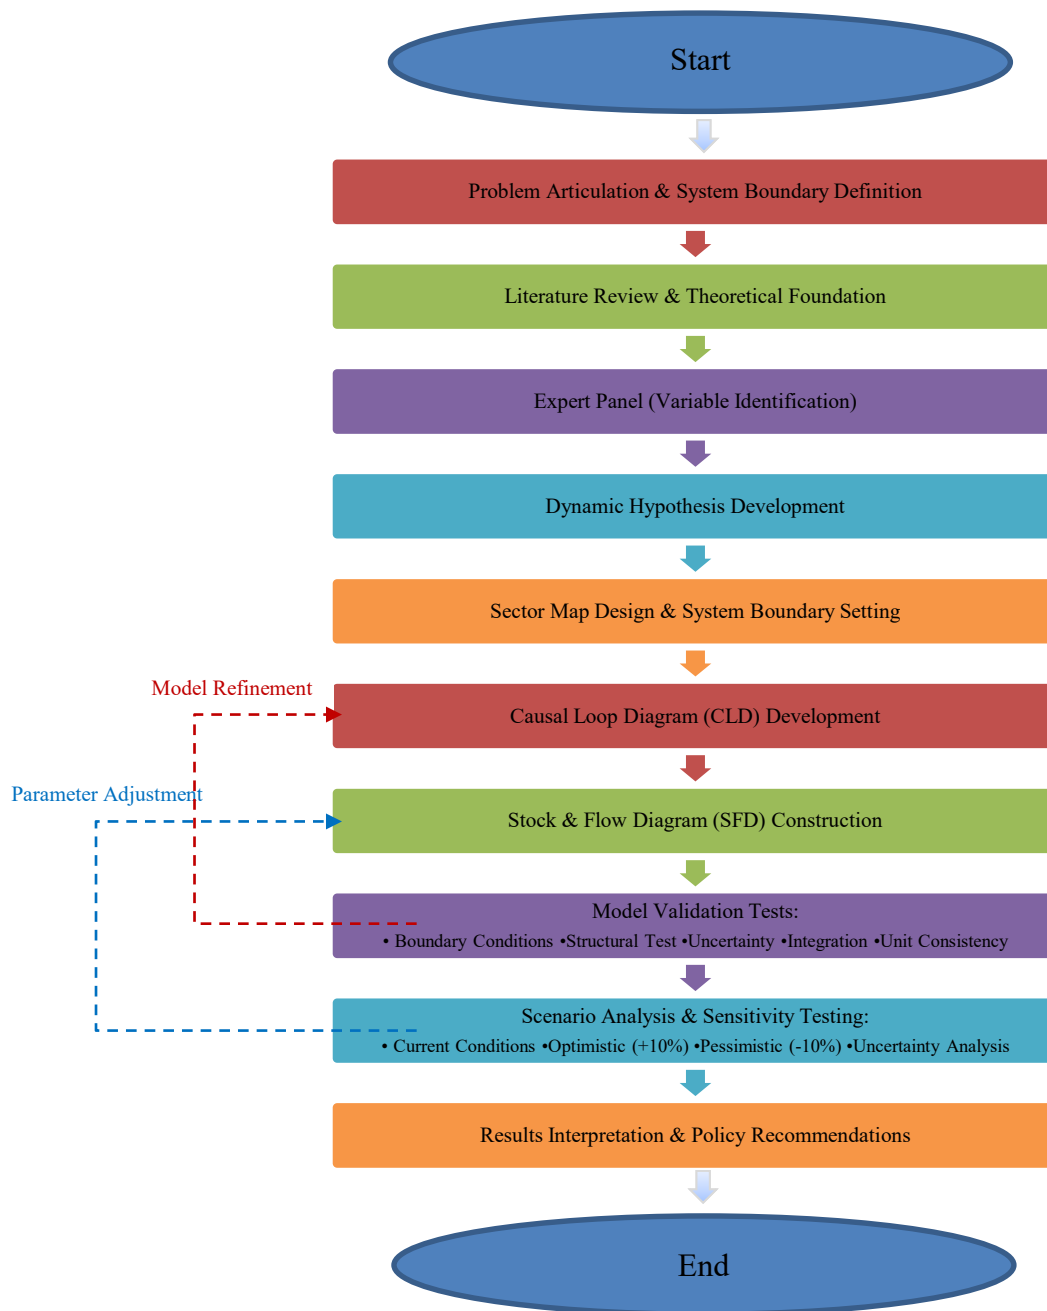 Start
Problem Articulation & System Boundary Definition
Literature Review & Theoretical Foundation
Expert Panel (Variable Identification)
Dynamic Hypothesis Development
Sector Map Design & System Boundary Setting
Model Refinement
Causal Loop Diagram (CLD) Development
Parameter Adjustment
Stock & Flow Diagram (SFD) Construction
Model Validation Tests:
• Boundary Conditions •Structural Test •Uncertainty •Integration •Unit Consistency
Scenario Analysis & Sensitivity Testing:
• Current Conditions •Optimistic (+10%) •Pessimistic (-10%) •Uncertainty Analysis
Results Interpretation & Policy Recommendations
End